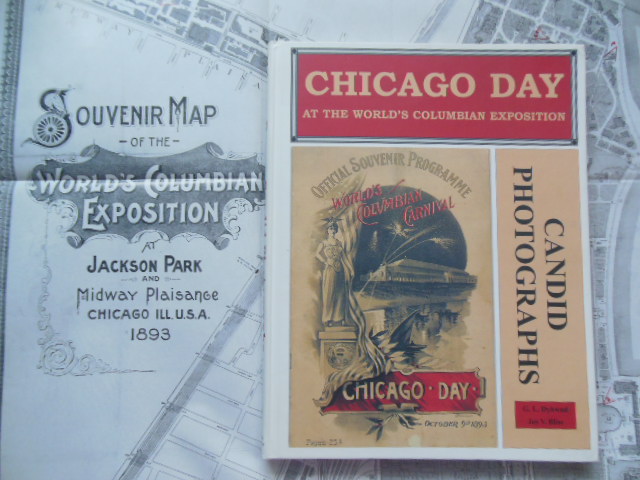 SOUVENIR MAP
OF THE
WORLD'S COLUMBIAN
EXPOSITION
AT
JACKSON PARK
AND
Midway Plaisance
CHICAGO ILL. U.S.A.
1893
CHICAGO DAY
AT THE WORLD'S COLUMBIAN EXPOSITION
OFFICIAL SOUVENIR PROGRAMME
WORLD'S
COLUMBIAN
CARNIVAL
CHICAGO · DAY ·
OCTOBER 9TH 1893
CANDID
PHOTOGRAPHS